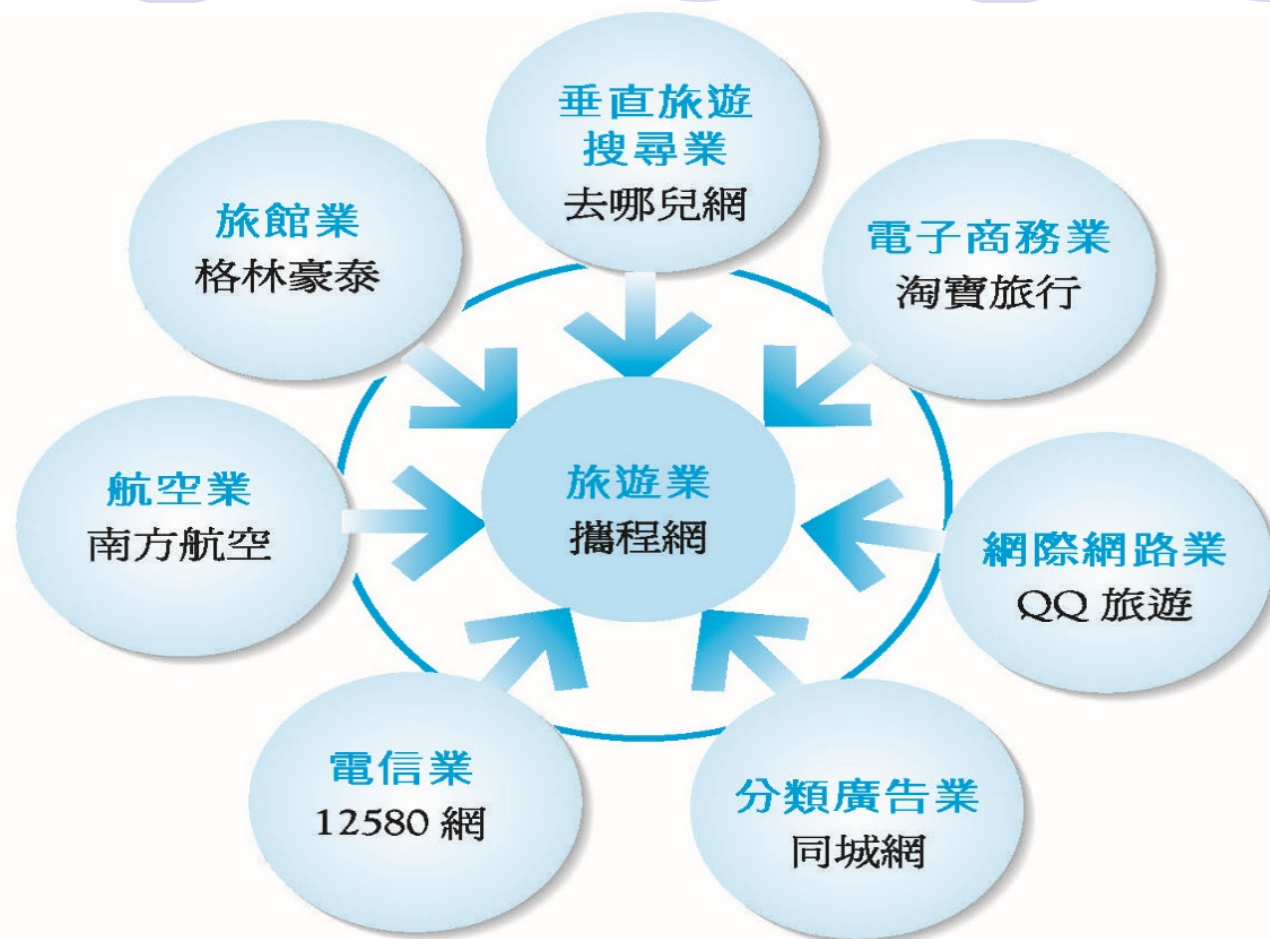 垂直旅遊
搜尋業
去哪兒網
旅館業
格林豪泰
電子商務業
淘寶旅行
航空業
南方航空
旅遊業
攜程網
網際網路業
QQ 旅遊
電信業
12580 網
分類廣告業
同城網